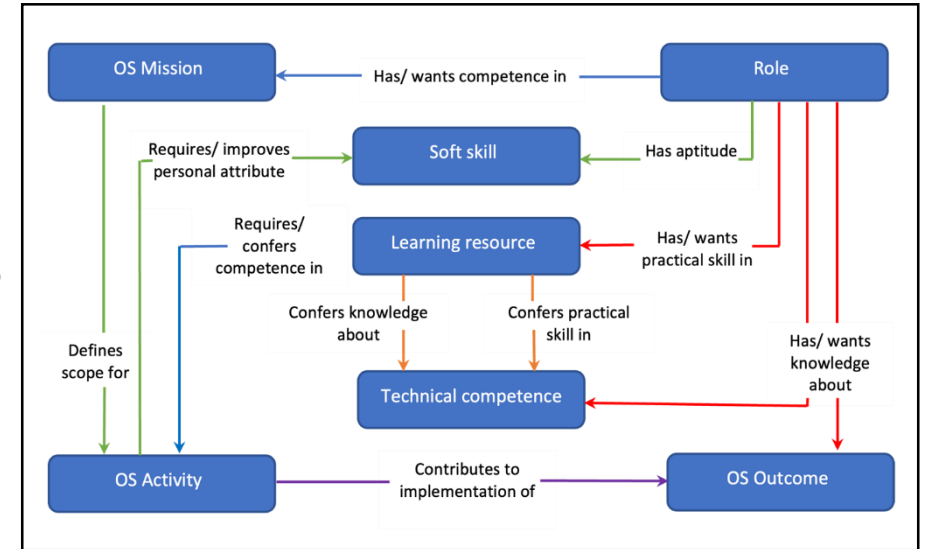 OS Mission
Has/ wants competence in
Role
Requires/ improves
personal attribute
Soft skill
Has aptitude
Requires/
confers
competence in
Learning resource
Has/ wants
practical skill in
Confers knowledge
about
Confers practical
skill in
Defines
scope for
Has/ wants
knowledge
about
Technical competence
OS Activity
Contributes to
implementation of
OS Outcome